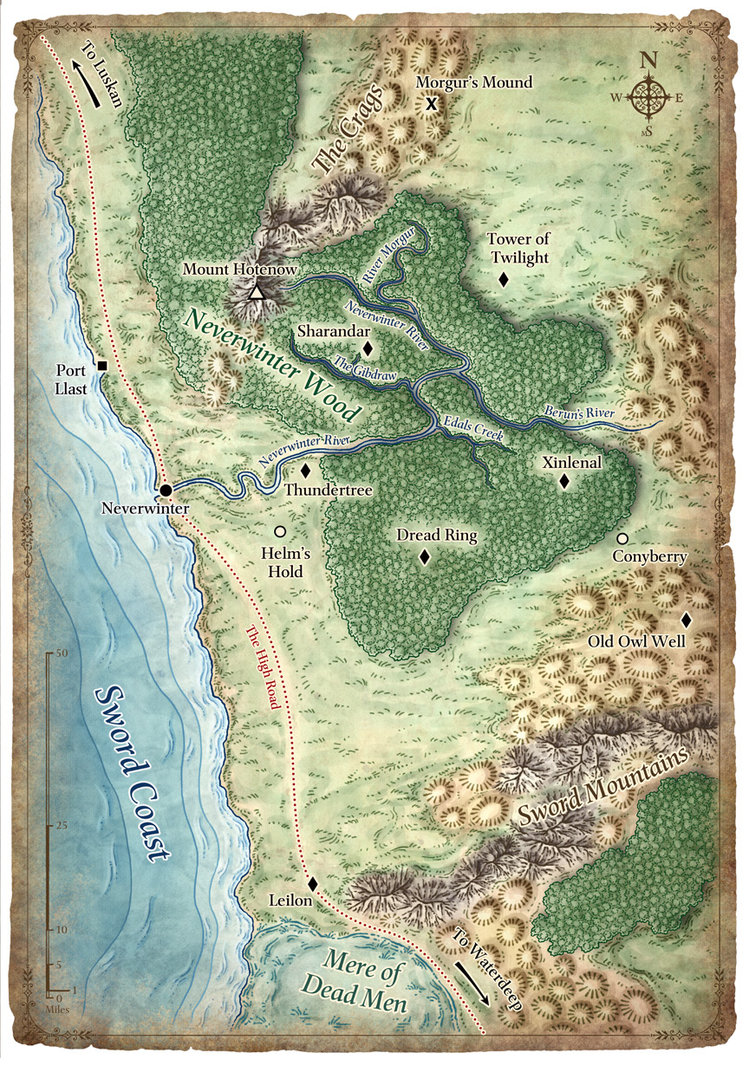 To Luskan
The Crags
Morgur's Mound
X
N
W
E
S
Mount Hotenow
River Morgur
Tower of
Twilight
Neverwinter River
Sharandar
Neverwinter Wood
The Gibdraw
Port
Llast
Berun's River
Edals Creek
Neverwinter River
Xinlenal
Thundertree
Neverwinter
Dread Ring
Helm's
Hold
Conyberry
Old Owl Well
The High Road
50
Sword Coast
Sword Mountains
25
Leilon
10
To Waterdeep
Mere of
Dead Men
5
1
0
Miles